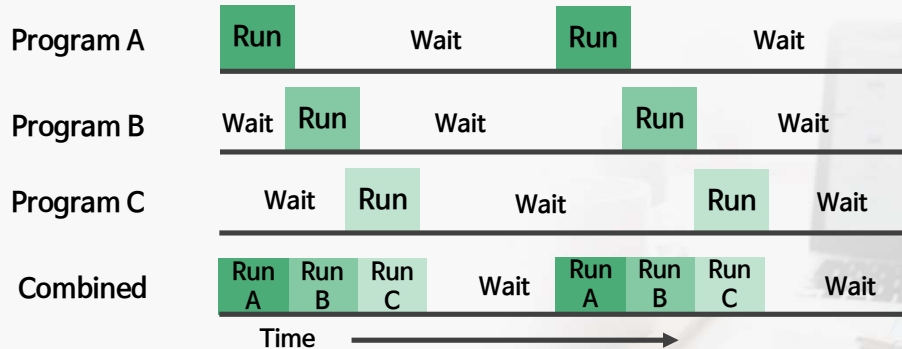 Program A Run Wait Run Wait
Program B Wait Run Wait Run Wait
Program C Wait Run Wait Run Wait
Combined Run A Run B Run C Wait Run A Run B Run C Wait
Time